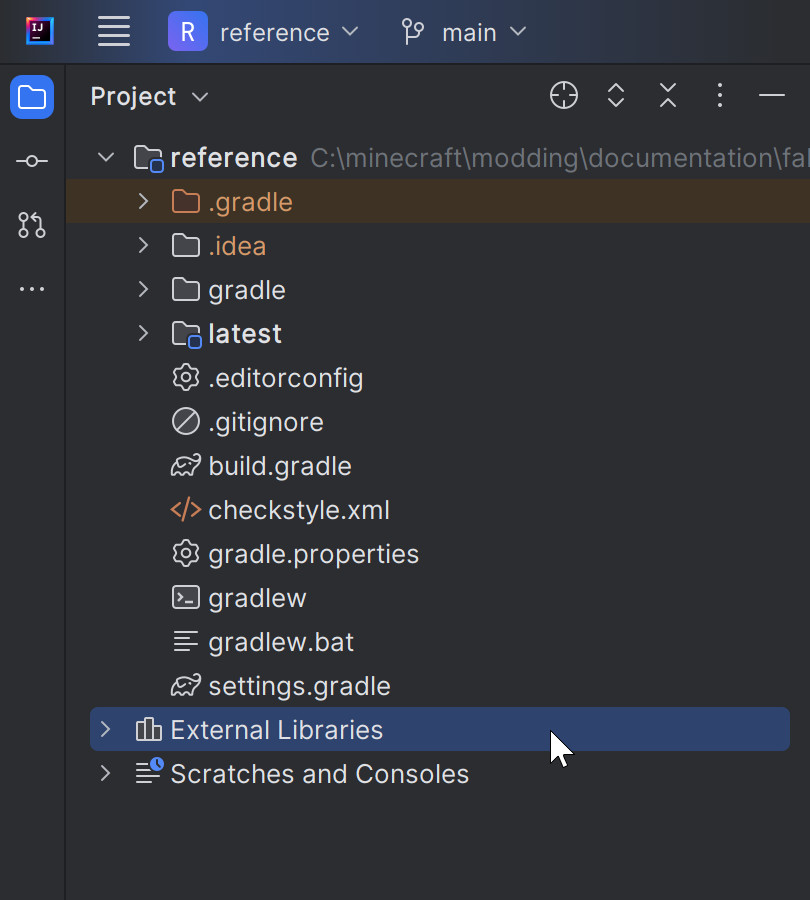 IJ R reference main
Project
reference C:\minecraft\modding\documentation\fa
.gradle
.idea
gradle
latest
.editorconfig
.gitignore
build.gradle
checkstyle.xml
gradle.properties
gradlew
gradlew.bat
settings.gradle
External Libraries
Scratches and Consoles